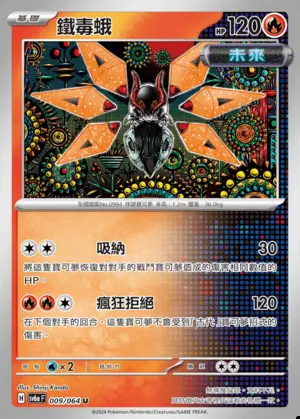 基礎 鐵毒蛾 HP 120
未來
全國圖鑑No.0994 悖謬寶可夢 身高:1.2m 體重:36.0kg
吸納 30
將這隻寶可夢恢復對對手的戰鬥寶可夢造成的傷害相同數值的
HP。
瘋狂拒絕 120
在下個對手的回合,這隻寶可夢不會受到「古代」寶可夢招式的
傷害。
×2
Illus. Shinji Kanda
H sv6a F 009/064 U
©2024 Pokémon/Nintendo/Creatures/GAME FREAK.